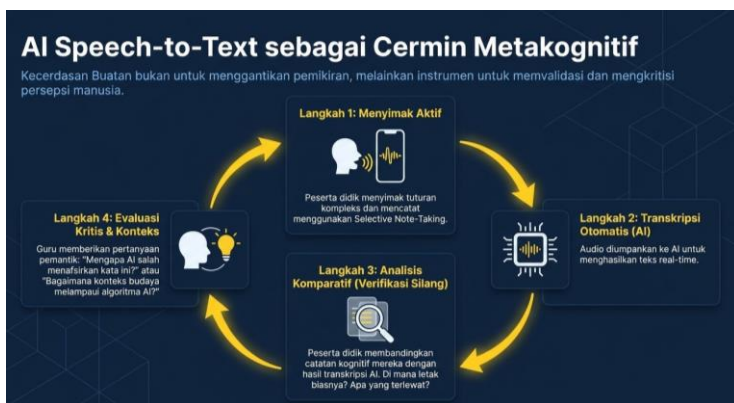 AI Speech-to-Text sebagai Cermin Metakognitif
Kecerdasan Buatan bukan untuk menggantikan pemikiran, melainkan instrumen untuk memvalidasi dan mengkritisi
persepsi manusia.
Langkah 1: Menyimak Aktif
Peserta didik menyimak tuturan
kompleks dan mencatat
menggunakan Selective Note-Taking.
Langkah 2: Transkripsi
Otomatis (AI)
Audio diumpankan ke AI untuk
menghasilkan teks real-time.
Langkah 3: Analisis
Komparatif (Verifikasi Silang)
Peserta didik membandingkan
catatan kognitif mereka dengan
hasil transkripsi AI. Di mana letak
biasnya? Apa yang terlewat?
Langkah 4: Evaluasi
Kritis & Konteks
Guru memberikan pertanyaan
pemantik: "Mengapa AI salah
menafsirkan kata ini?" atau
"Bagaimana konteks budaya
melampaui algoritma AI?"